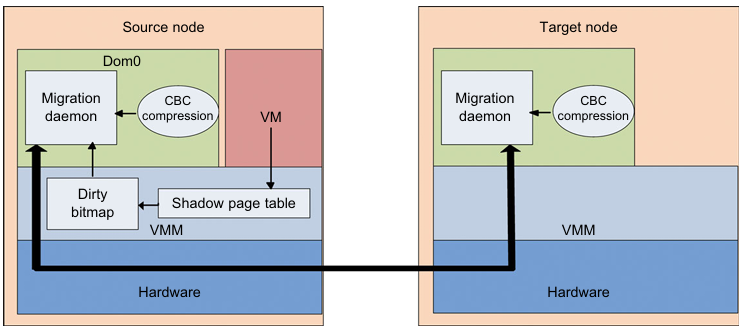 Source node
Dom0
Migration
daemon
CBC
compression
VM
Dirty
bitmap
Shadow page table
VMM
Hardware
Target node
Migration
daemon
CBC
compression
VMM
Hardware